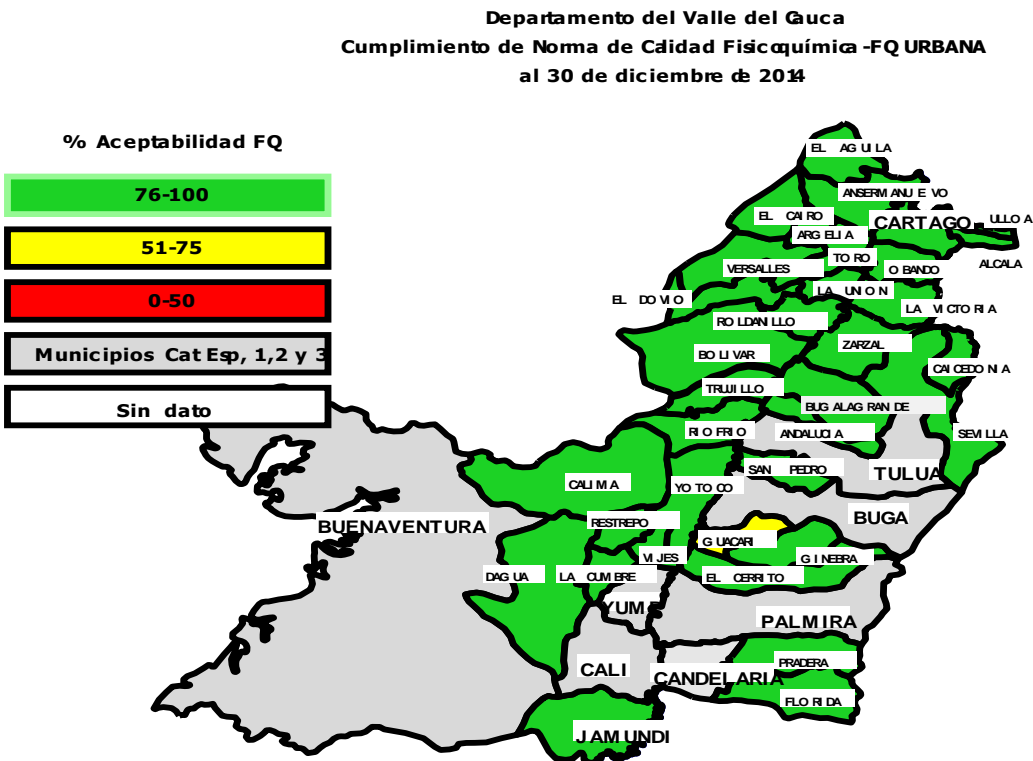 Departamento del Valle del Cauca
Cumplimiento de Norma de Calidad Fisicoquímica -FQ URBANA
al 30 de diciembre de 2014
% Aceptabilidad FQ
76-100
51-75
0-50
Municipios Cat Esp, 1,2 y 3
Sin dato
EL AGUILA
ANSERMANUEVO
EL CAIRO
CARTAGO
ULLOA
ARGELIA
ALCALA
TORO
OBANDO
VERSALLES
LA UNION
EL DOVIO
LA VICTORIA
ROLDANILLO
ZARZAL
BOLIVAR
CAICEDONIA
TRUJILLO
BUGALAGRANDE
RIOFRIO
ANDALUCIA
SEVILLA
SAN PEDRO
TULUA
CALIMA
YOTOCO
BUGA
BUENAVENTURA
RESTREPO
GUACARI
VIJES
GINEBRA
DAGUA
LA CUMBRE
EL CERRITO
YUMB
PALMIRA
CALI
CANDELARIA
PRADERA
FLORIDA
JAMUNDI